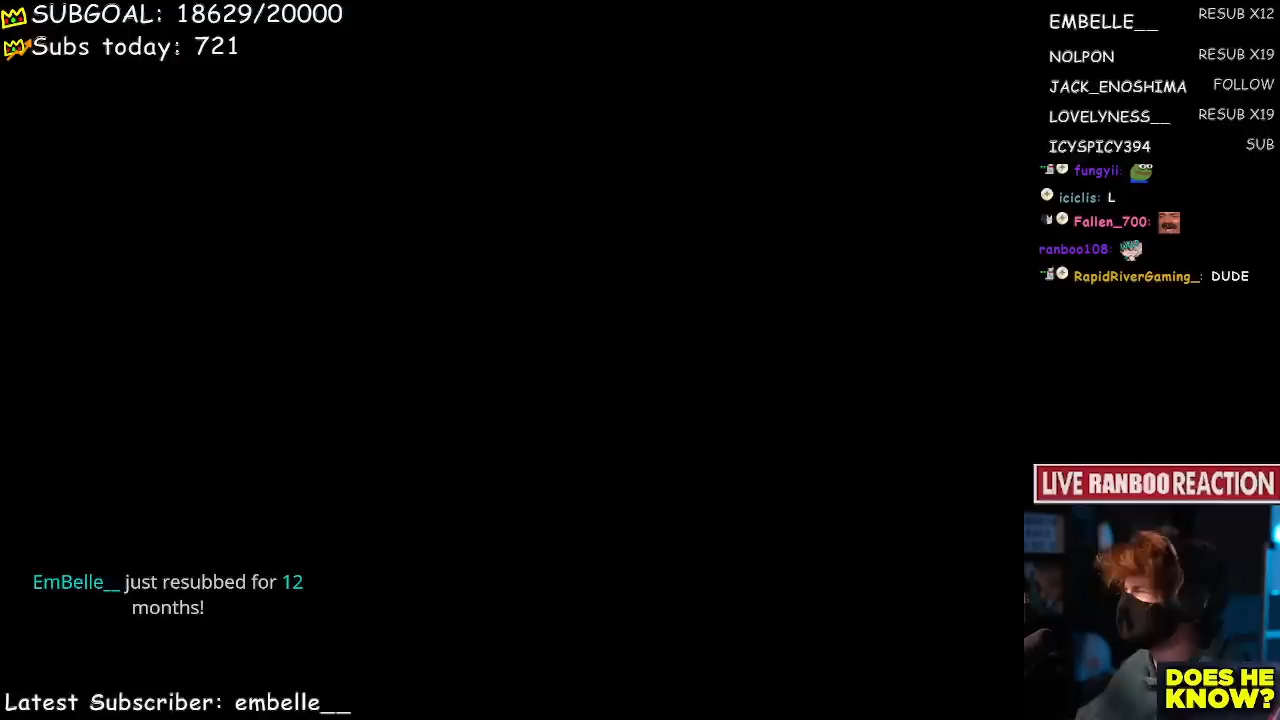 SUBGOAL: 18629/20000
Subs today: 721
EMBELLE__ RESUB X12
NOLPON RESUB X19
JACK_ENOSHIMA FOLLOW
LOVELYNESS__ RESUB X19
ICYSPICY394 SUB
fungyii:
iciclis: L
Fallen_700:
ranboo108:
RapidRiverGaming_: DUDE
LIVE RANBOO REACTION
EmBelle__ just resubbed for 12
months!
DOES HE
KNOW?
Latest Subscriber: embelle__